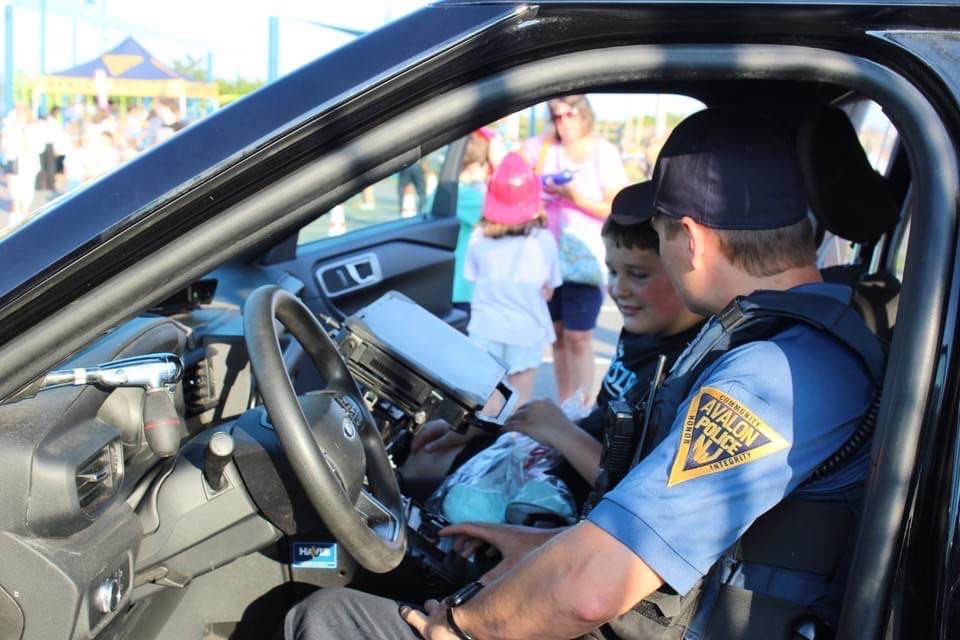 COMMUNITY
HONOR
AVALON
POLICE
N.J.
INTEGRITY
HAVIS